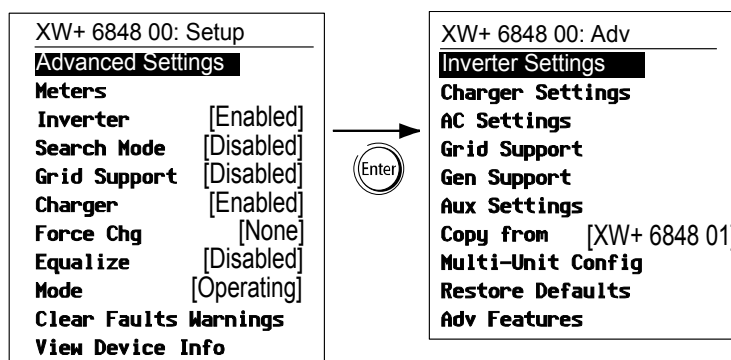 XW+ 6848 00: Setup
Advanced Settings
Meters
Inverter [Enabled]
Search Mode [Disabled]
Grid Support [Disabled]
Charger [Enabled]
Force Chg [None]
Equalize [Disabled]
Mode [Operating]
Clear Faults Warnings
View Device Info
Enter
XW+ 6848 00: Adv
Inverter Settings
Charger Settings
AC Settings
Grid Support
Gen Support
Aux Settings
Copy from [XW+ 6848 01]
Multi-Unit Config
Restore Defaults
Adv Features